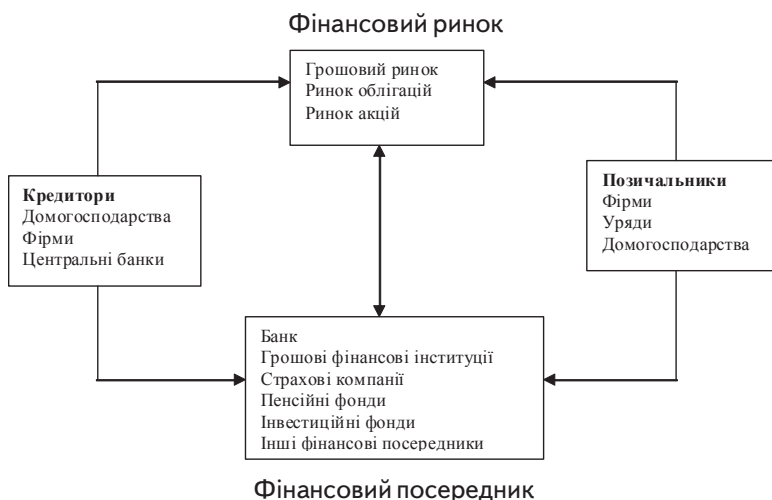 Фінансовий ринок
Грошовий ринок
Ринок облігацій
Ринок акцій
Кредитори
Домогосподарства
Фірми
Центральні банки
Позичальники
Фірми
Уряди
Домогосподарства
Банк
Грошові фінансові інституції
Страхові компанії
Пенсійні фонди
Інвестиційні фонди
Інші фінансові посередники
Фінансовий посередник